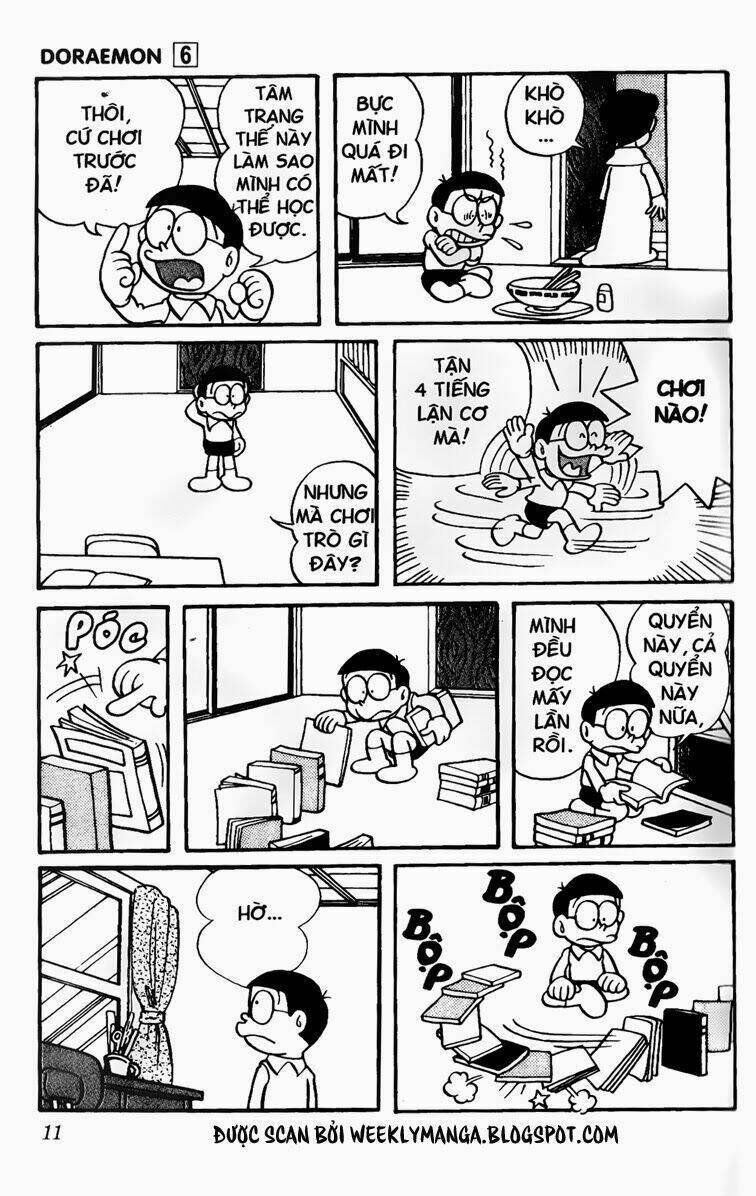 DORAEMON 6
KHÒ
KHÒ
...
BỰC
MÌNH
QUÁ ĐI
MẤT!
TÂM
TRẠNG
THẾ NÀY
LÀM SAO
MÌNH CÓ
THỂ HỌC
ĐƯỢC.
THÔI,
CỨ CHƠI
TRƯỚC
ĐÃ!
CHƠI
NÀO!
TẬN
4 TIẾNG
LẬN CƠ
MÀ!
NHƯNG
MÀ CHƠI
TRÒ GÌ
ĐÂY?
QUYỂN
NÀY, CẢ
QUYỂN
NÀY
NỮA,
MÌNH
ĐỀU
ĐỌC
MẤY
LẦN
RỒI.
PÓC
BỘP
BỘP
BỘP
HỜ...
11
ĐƯỢC SCAN BỞI WEEKLYMANGA.BLOGSPOT.COM